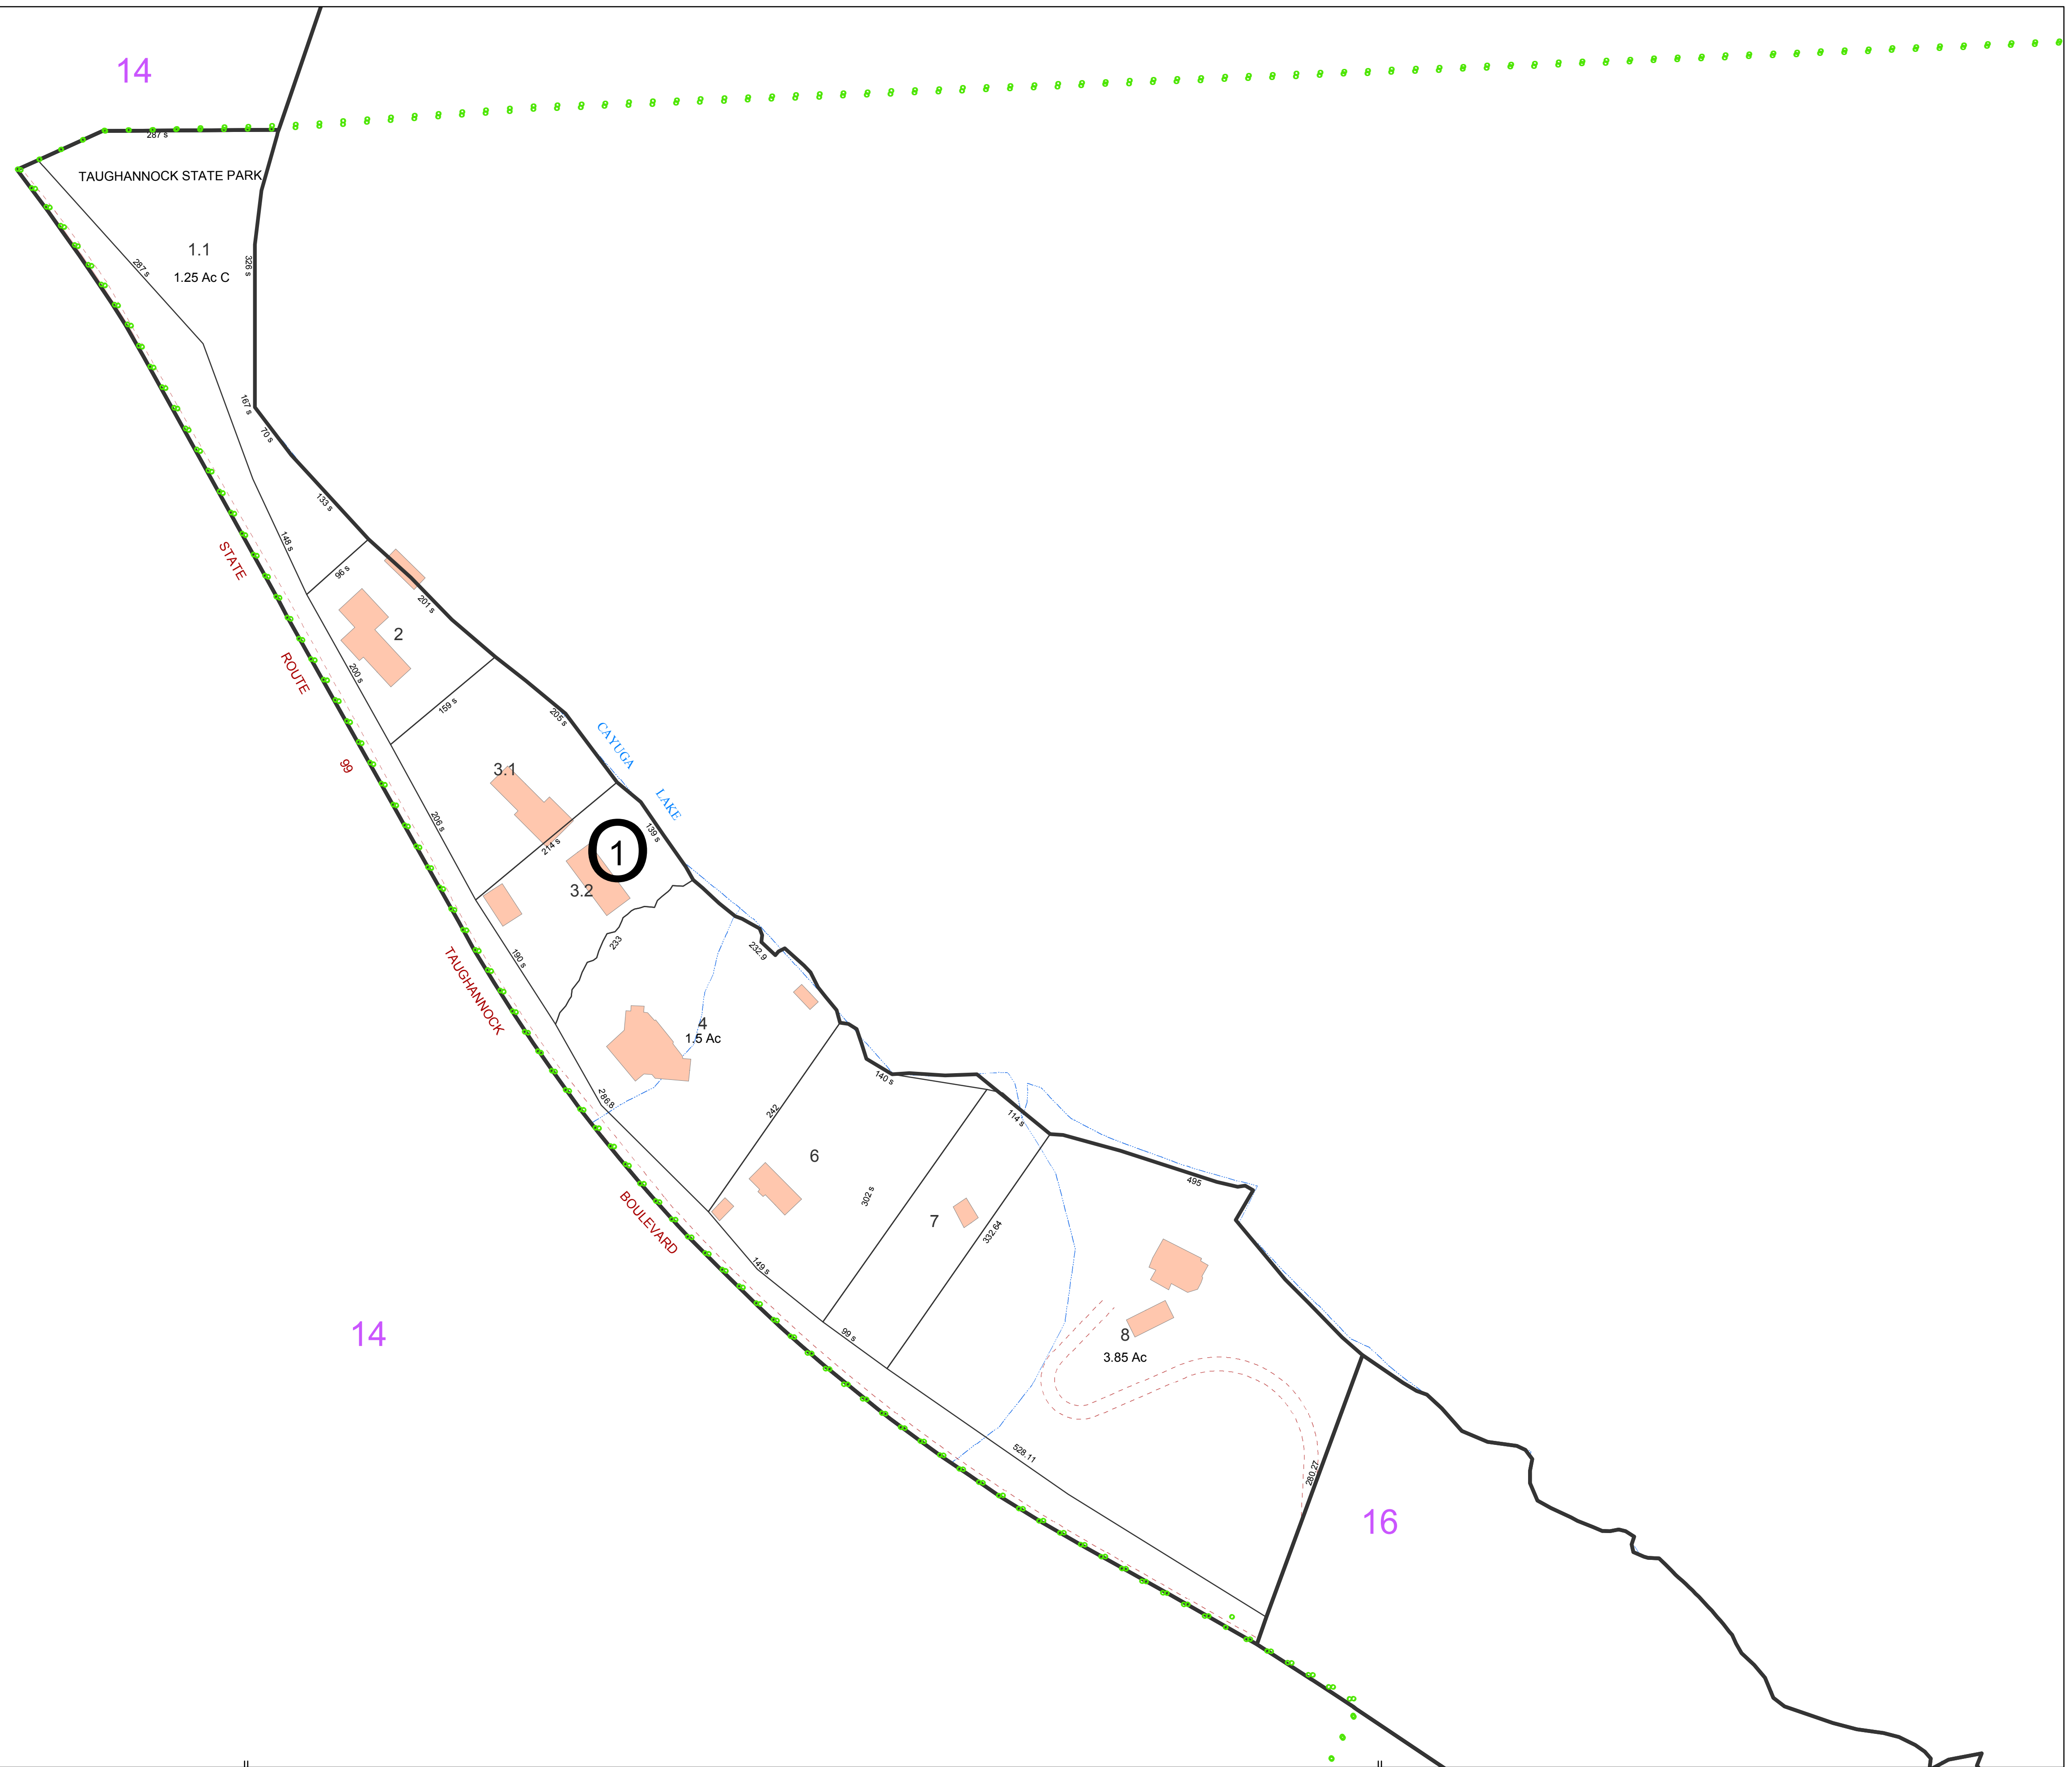 14
287 s
TAUGHANNOCK STATE PARK
1.1
1.25 Ac C
287 s
326 s
167 s
70 s
133 s
148 s
96 s
201 s
STATE
2
200 s
159 s
ROUTE
205 s
CAYUGA
99
3.1
LAKE
206 s
139 s
214 s
1
3.2
190 s
233
232.9
TAUGHANNOCK
4
1.5 Ac
286.8
140 s
242
114 s
6
302 s
495
BOULEVARD
7
332.64
149 s
99 s
8
3.85 Ac
14
528.11
280.27
16